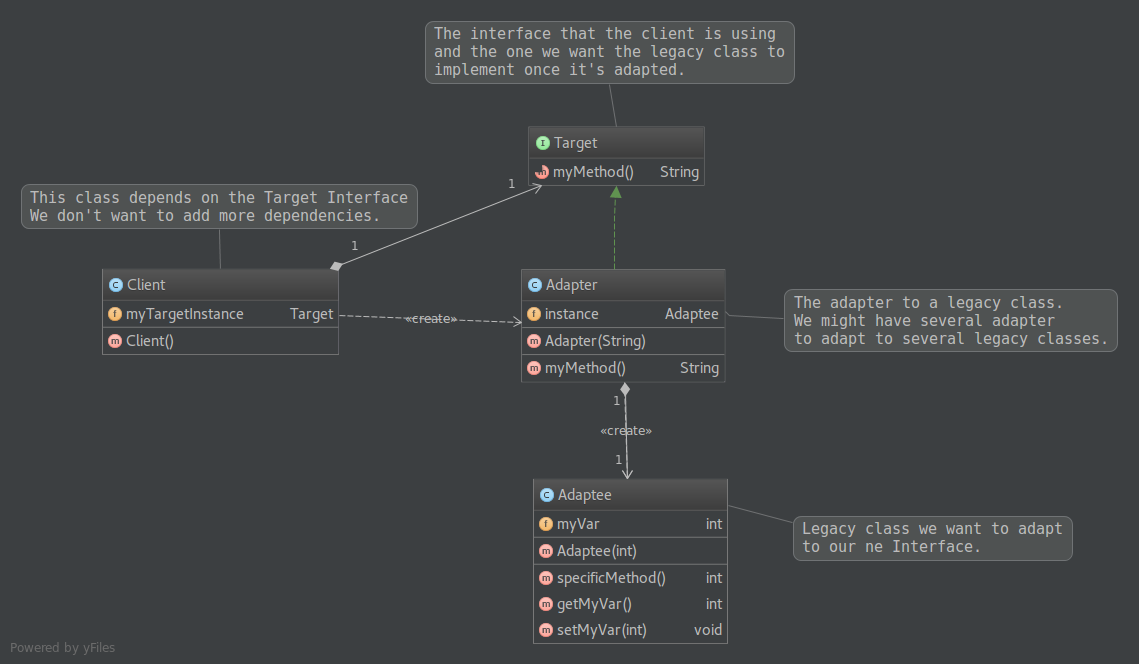 The interface that the client is using
and the one we want the legacy class to
implement once it's adapted.
I Target
m myMethod() String
1
This class depends on the Target Interface
We don't want to add more dependencies.
1
C Client
f myTargetInstance Target
m Client()
«create»
C Adapter
f instance Adaptee
m Adapter(String)
m myMethod() String
The adapter to a legacy class.
We might have several adapter
to adapt to several legacy classes.
1
«create»
1
C Adaptee
f myVar int
m Adaptee(int)
m specificMethod() int
m getMyVar() int
m setMyVar(int) void
Legacy class we want to adapt
to our ne Interface.
Powered by yFiles